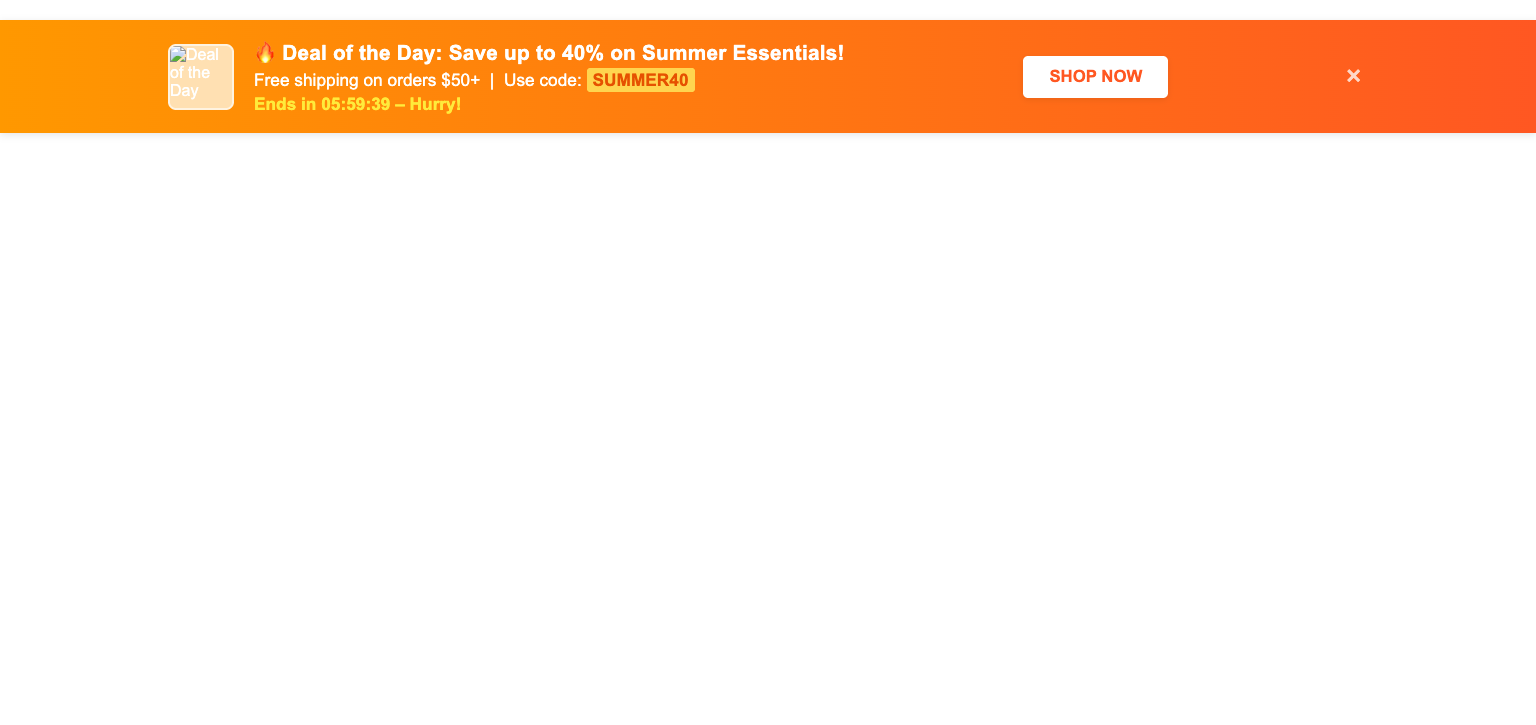 Deal
of the
Day
🔥 Deal of the Day: Save up to 40% on Summer Essentials!
Free shipping on orders $50+ | Use code: SUMMER40
Ends in 05:59:39 – Hurry!
SHOP NOW
×